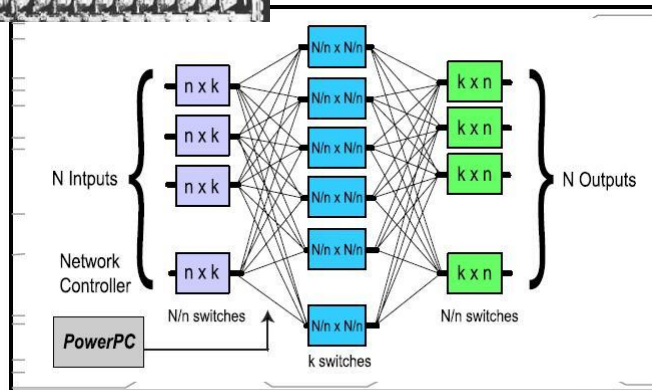 N/n x N/n
N/n x N/n
N/n x N/n
N/n x N/n
N/n x N/n
N/n x N/n
k switches
n x k
n x k
n x k
n x k
N/n switches
k x n
k x n
k x n
k x n
N/n switches
N Intputs
N Outputs
Network
Controller
PowerPC